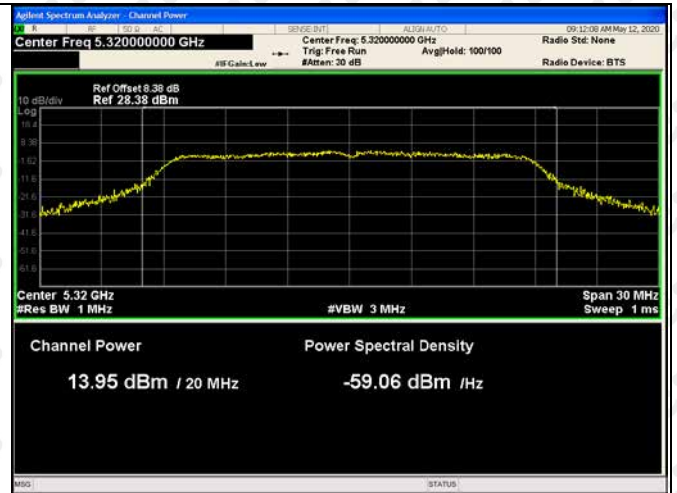 Agilent Spectrum Analyzer - Channel Power
R RF 50 Ω AC SENSE:INT ALIGN AUTO 09:12:08 AM May 12, 2020
Center Freq 5.320000000 GHz Center Freq: 5.320000000 GHz Radio Std: None
Trig: Free Run Avg|Hold: 100/100
#IFGain:Low #Atten: 30 dB Radio Device: BTS
Ref Offset 8.38 dB
10 dB/div Ref 28.38 dBm
Log
18.4
8.38
-1.62
-11.6
-21.6
-31.6
-41.6
-51.6
-61.6
Center 5.32 GHz Span 30 MHz
#Res BW 1 MHz #VBW 3 MHz Sweep 1 ms
Channel Power Power Spectral Density
13.95 dBm / 20 MHz -59.06 dBm /Hz
MSG STATUS